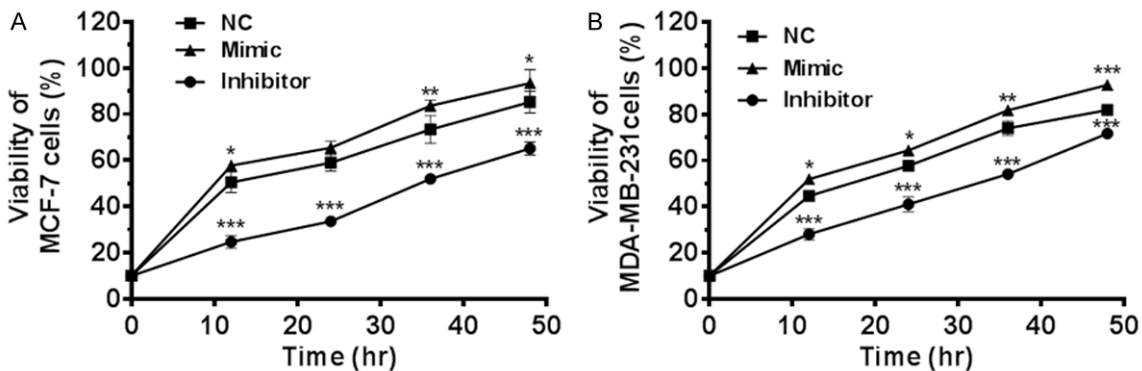 A
Viability of
MCF-7 cells (%)
120
100
80
60
40
20
0
NC
Mimic
Inhibitor
*
**
*
***
***
***
***
0 10 20 30 40 50
Time (hr)
B
Viability of
MDA-MB-231cells (%)
120
100
80
60
40
20
0
NC
Mimic
Inhibitor
*
*
**
***
***
***
***
***
0 10 20 30 40 50
Time (hr)